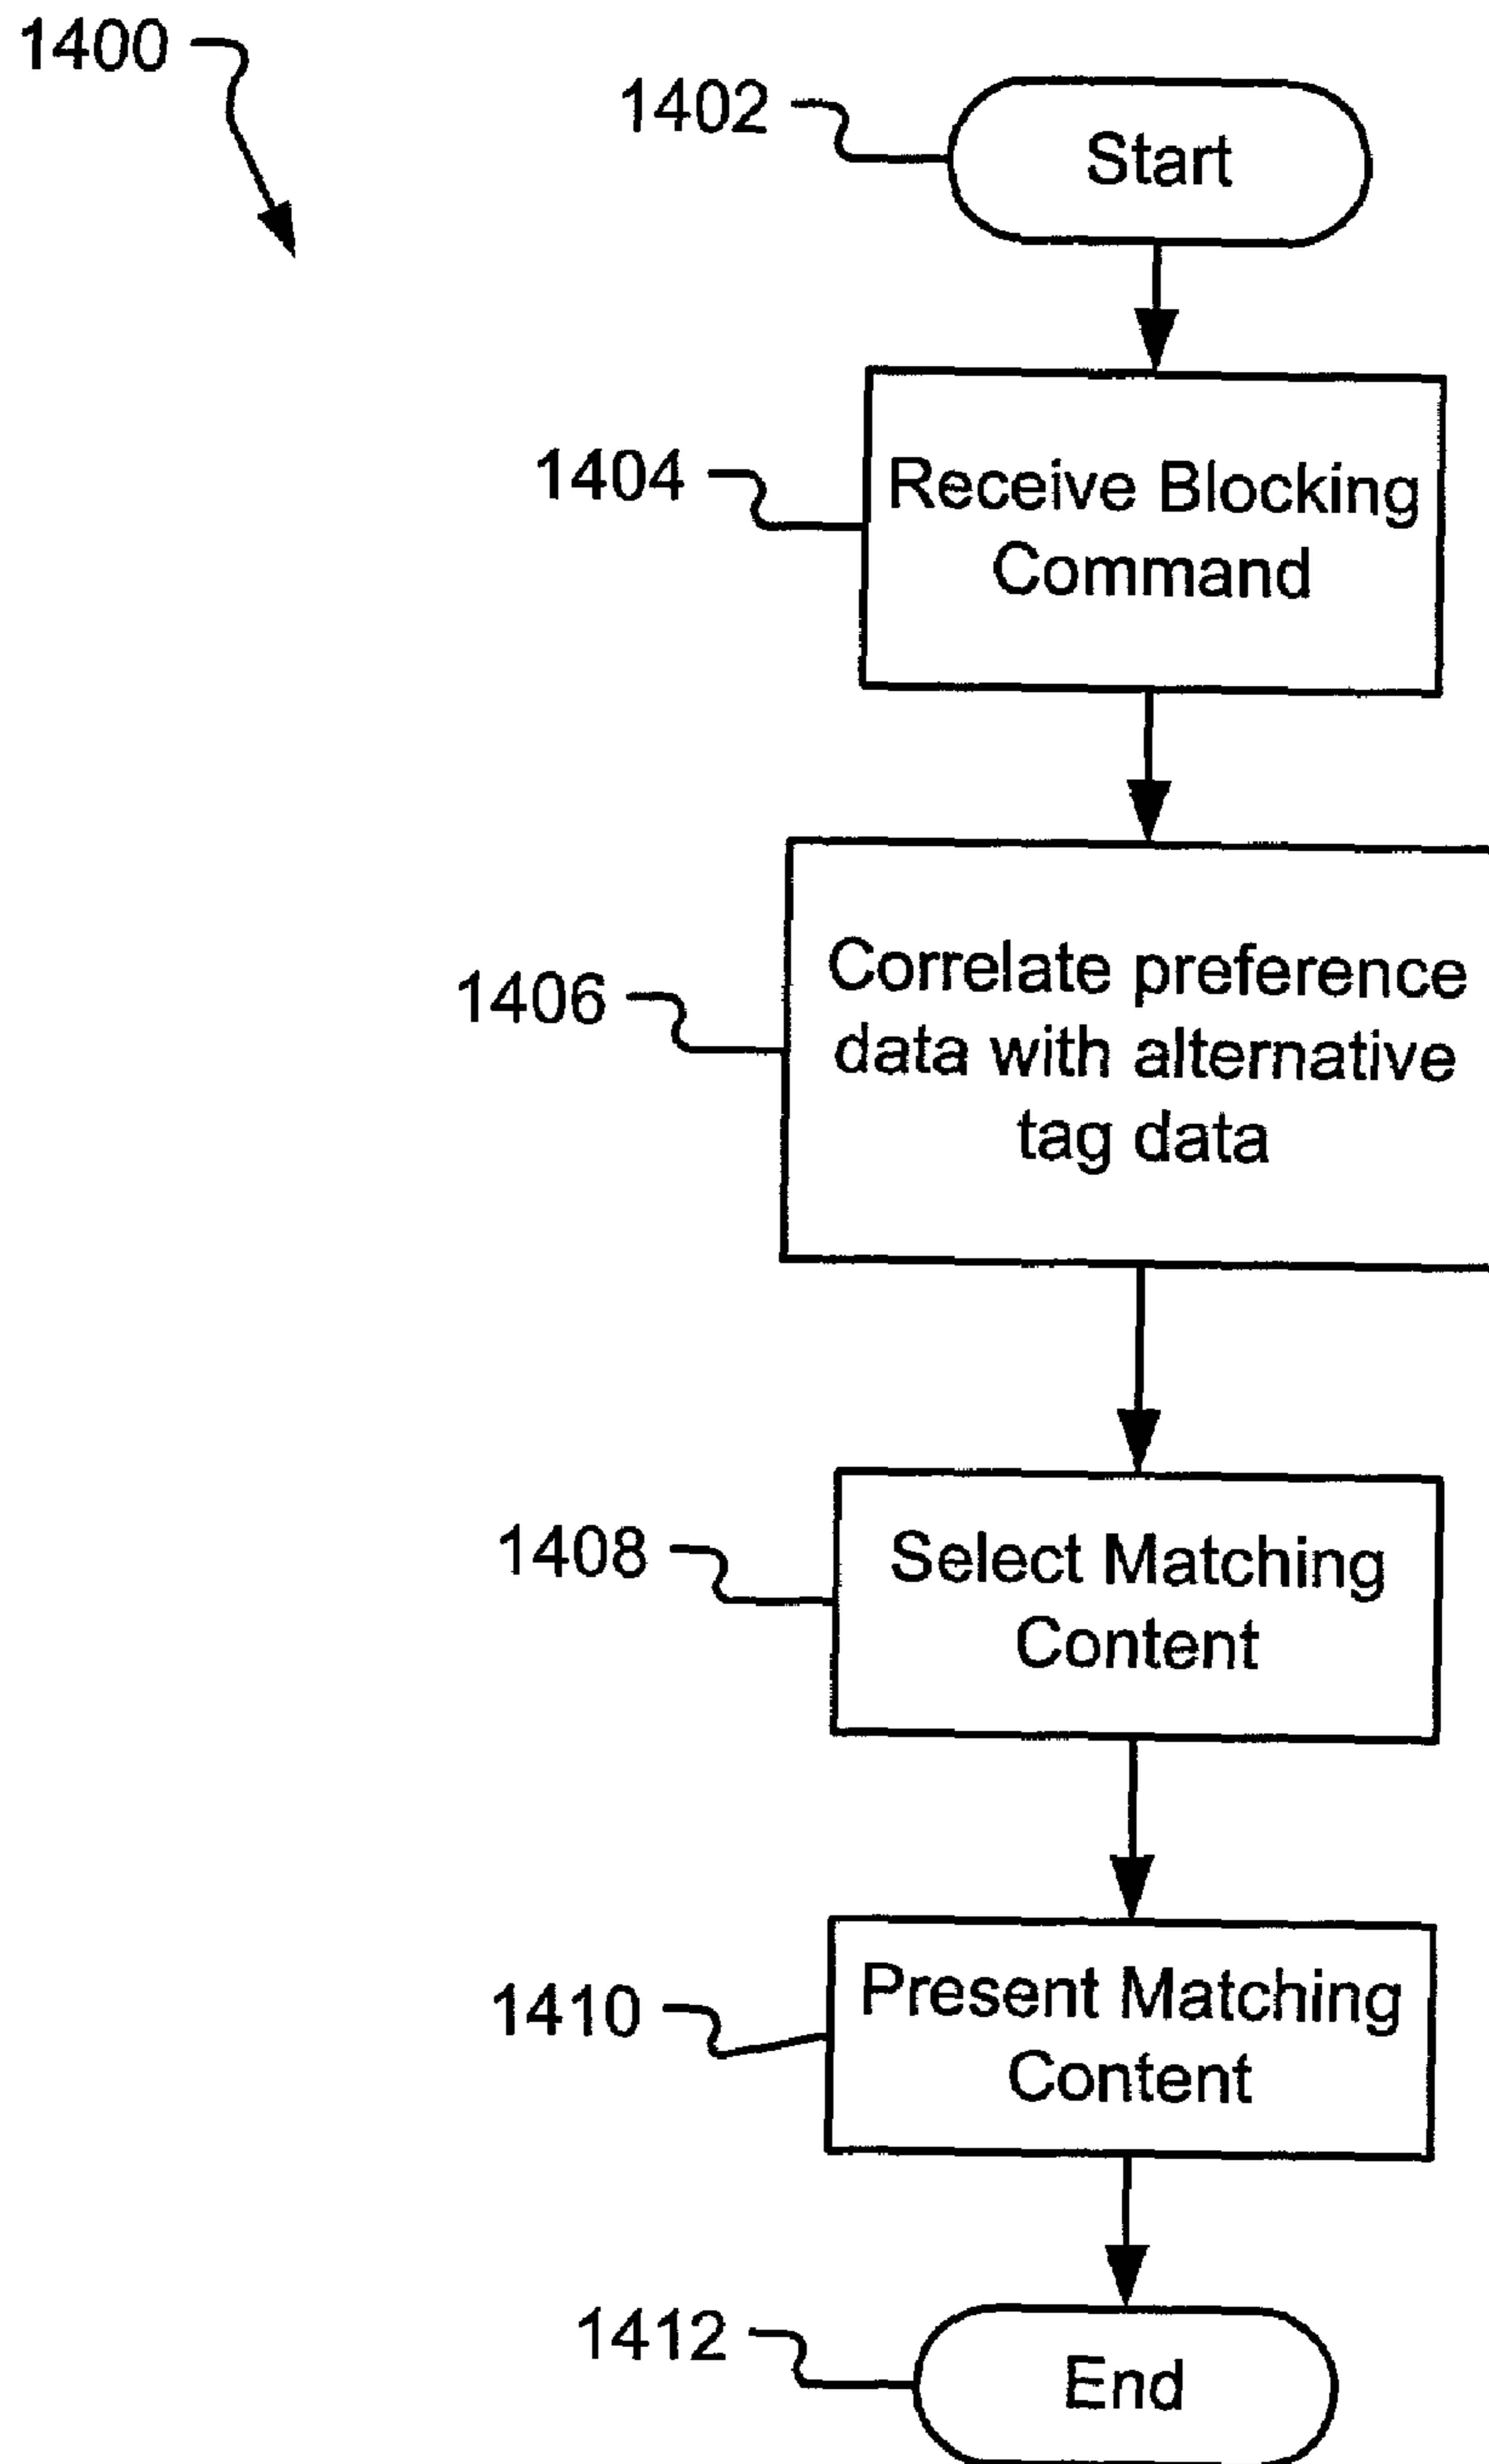 1400
1402
Start
1404
Receive Blocking
Command
1406
Correlate preference
data with alternative
tag data
1408
Select Matching
Content
1410
Present Matching
Content
1412
End